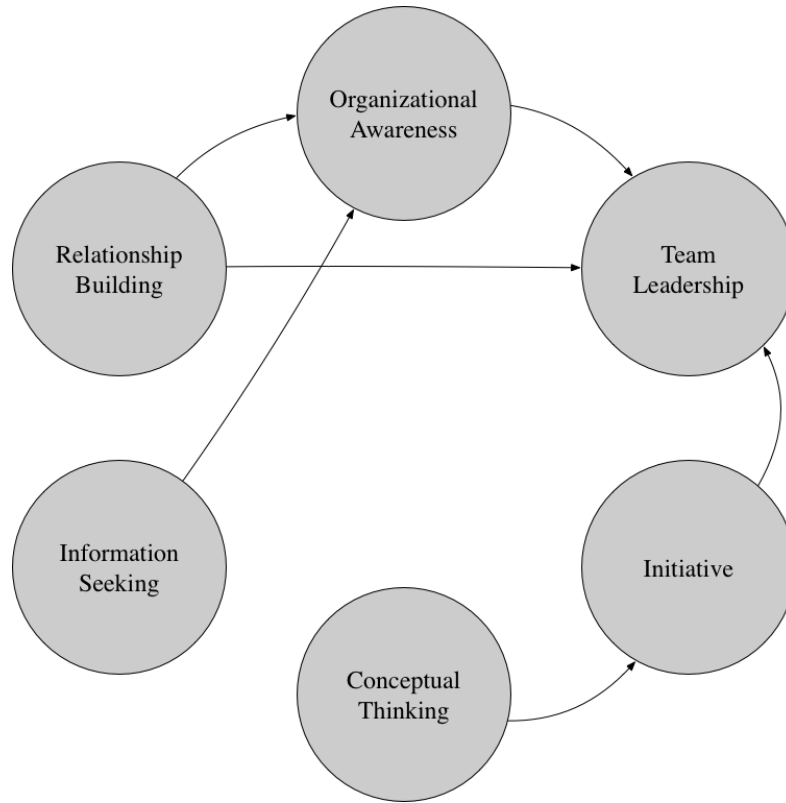 Organizational
Awareness
Relationship
Building
Team
Leadership
Information
Seeking
Initiative
Conceptual
Thinking